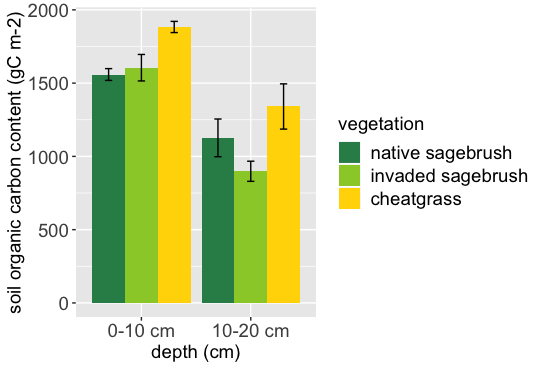 soil organic carbon content (gC m-2)
2000
1500
1000
500
0
0-10 cm
10-20 cm
depth (cm)
vegetation
native sagebrush
invaded sagebrush
cheatgrass